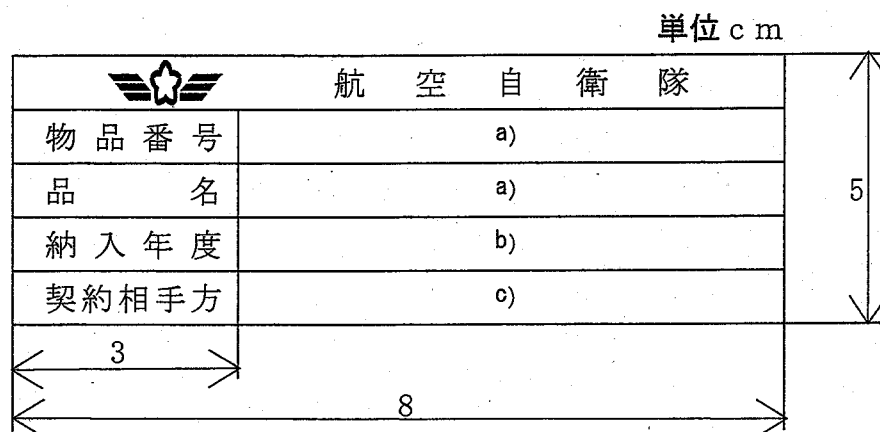 単位cm
航空自衛隊
物品番号 a)
品名 a)
納入年度 b)
契約相手方 c)
5
3
8